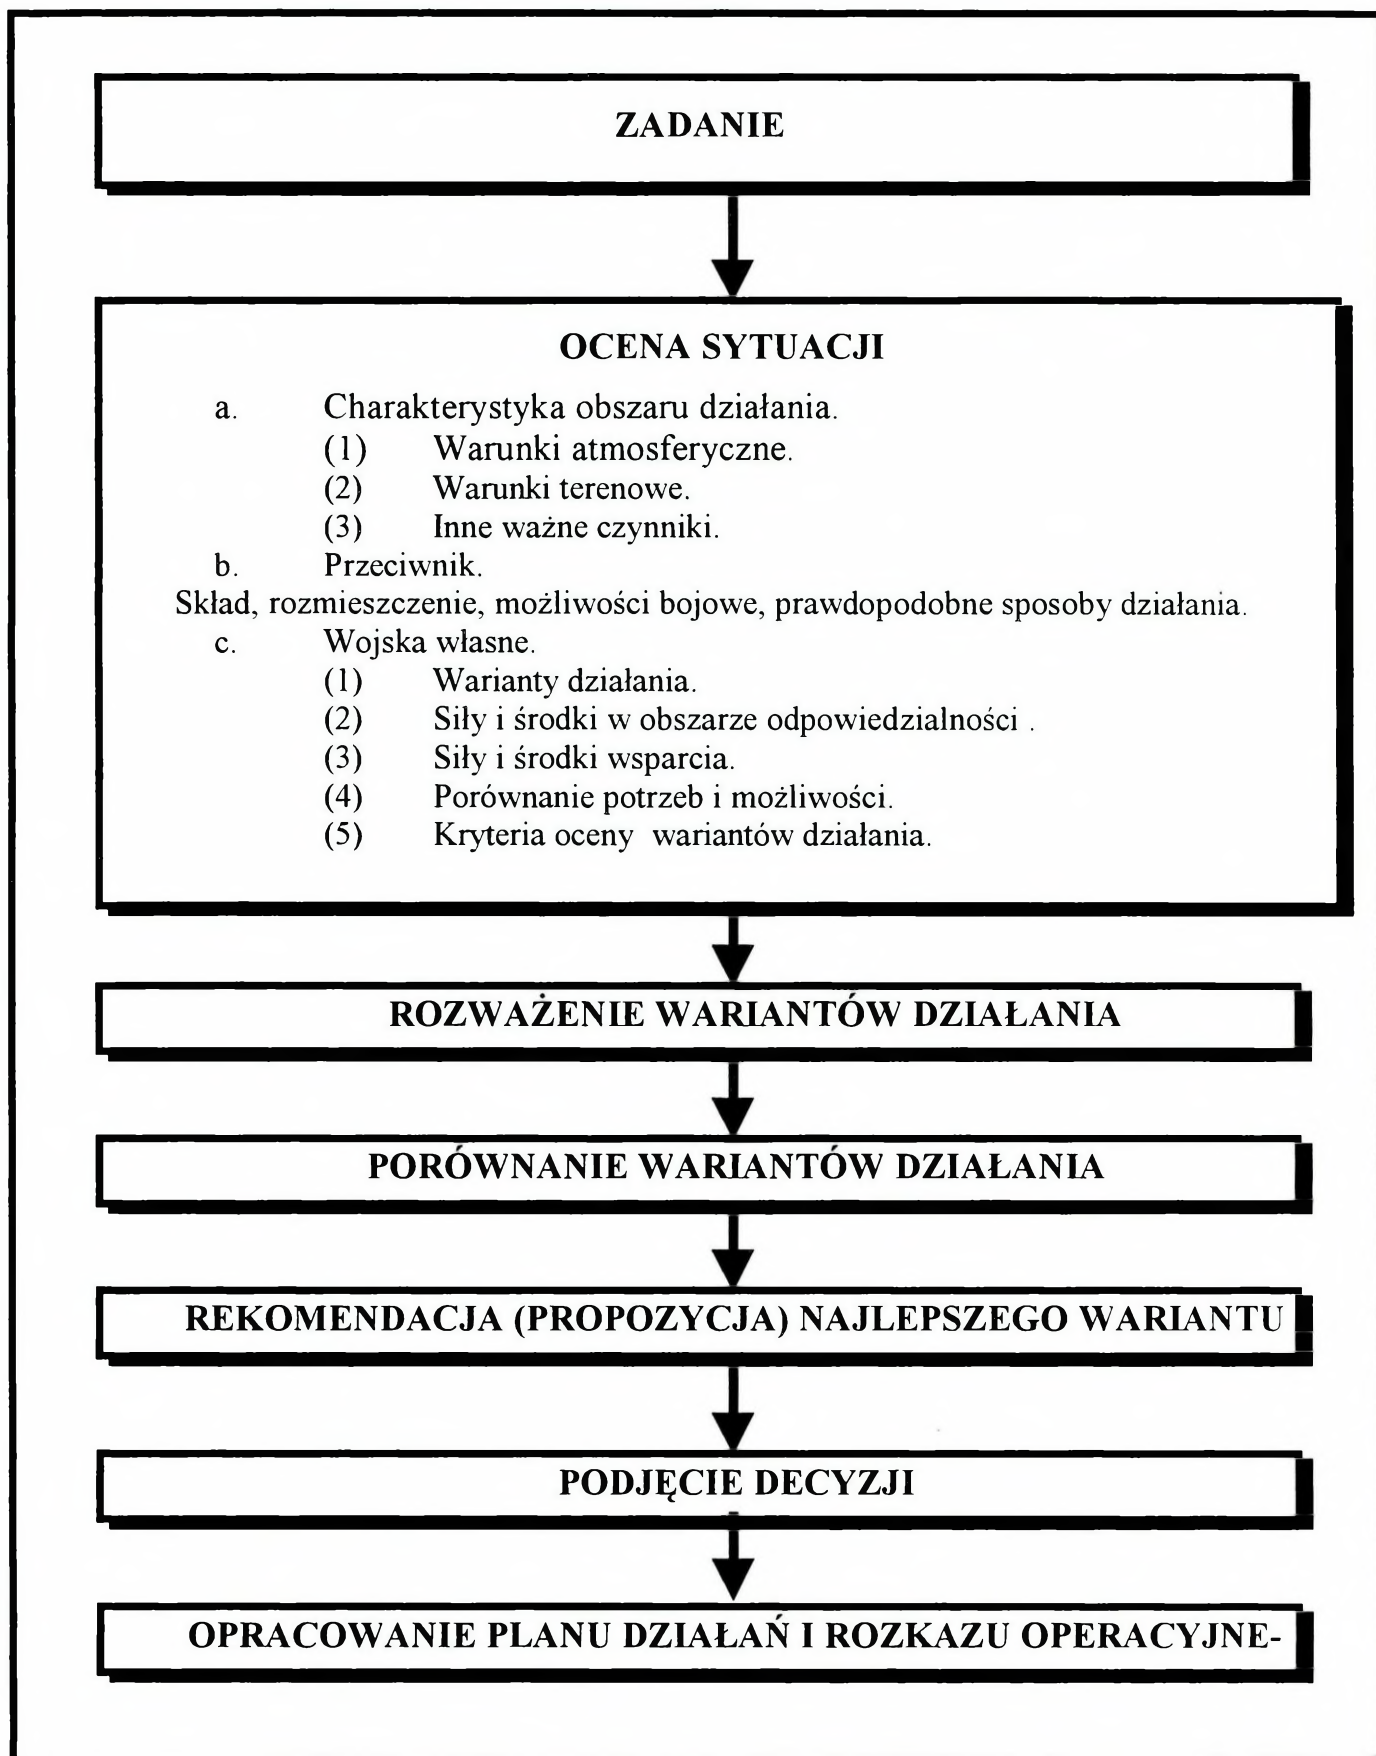 ZADANIE
OCENA SYTUACJI
a. Charakterystyka obszaru działania.
(1) Warunki atmosferyczne.
(2) Warunki terenowe.
(3) Inne ważne czynniki.
b. Przeciwnik.
Skład, rozmieszczenie, możliwości bojowe, prawdopodobne sposoby działania.
c. Wojska własne.
(1) Warianty działania.
(2) Siły i środki w obszarze odpowiedzialności .
(3) Siły i środki wsparcia.
(4) Porównanie potrzeb i możliwości.
(5) Kryteria oceny wariantów działania.
ROZWAŻENIE WARIANTÓW DZIAŁANIA
PORÓWNANIE WARIANTÓW DZIAŁANIA
REKOMENDACJA (PROPOZYCJA) NAJLEPSZEGO WARIANTU
PODJĘCIE DECYZJI
OPRACOWANIE PLANU DZIAŁAŃ I ROZKAZU OPERACYJNE-